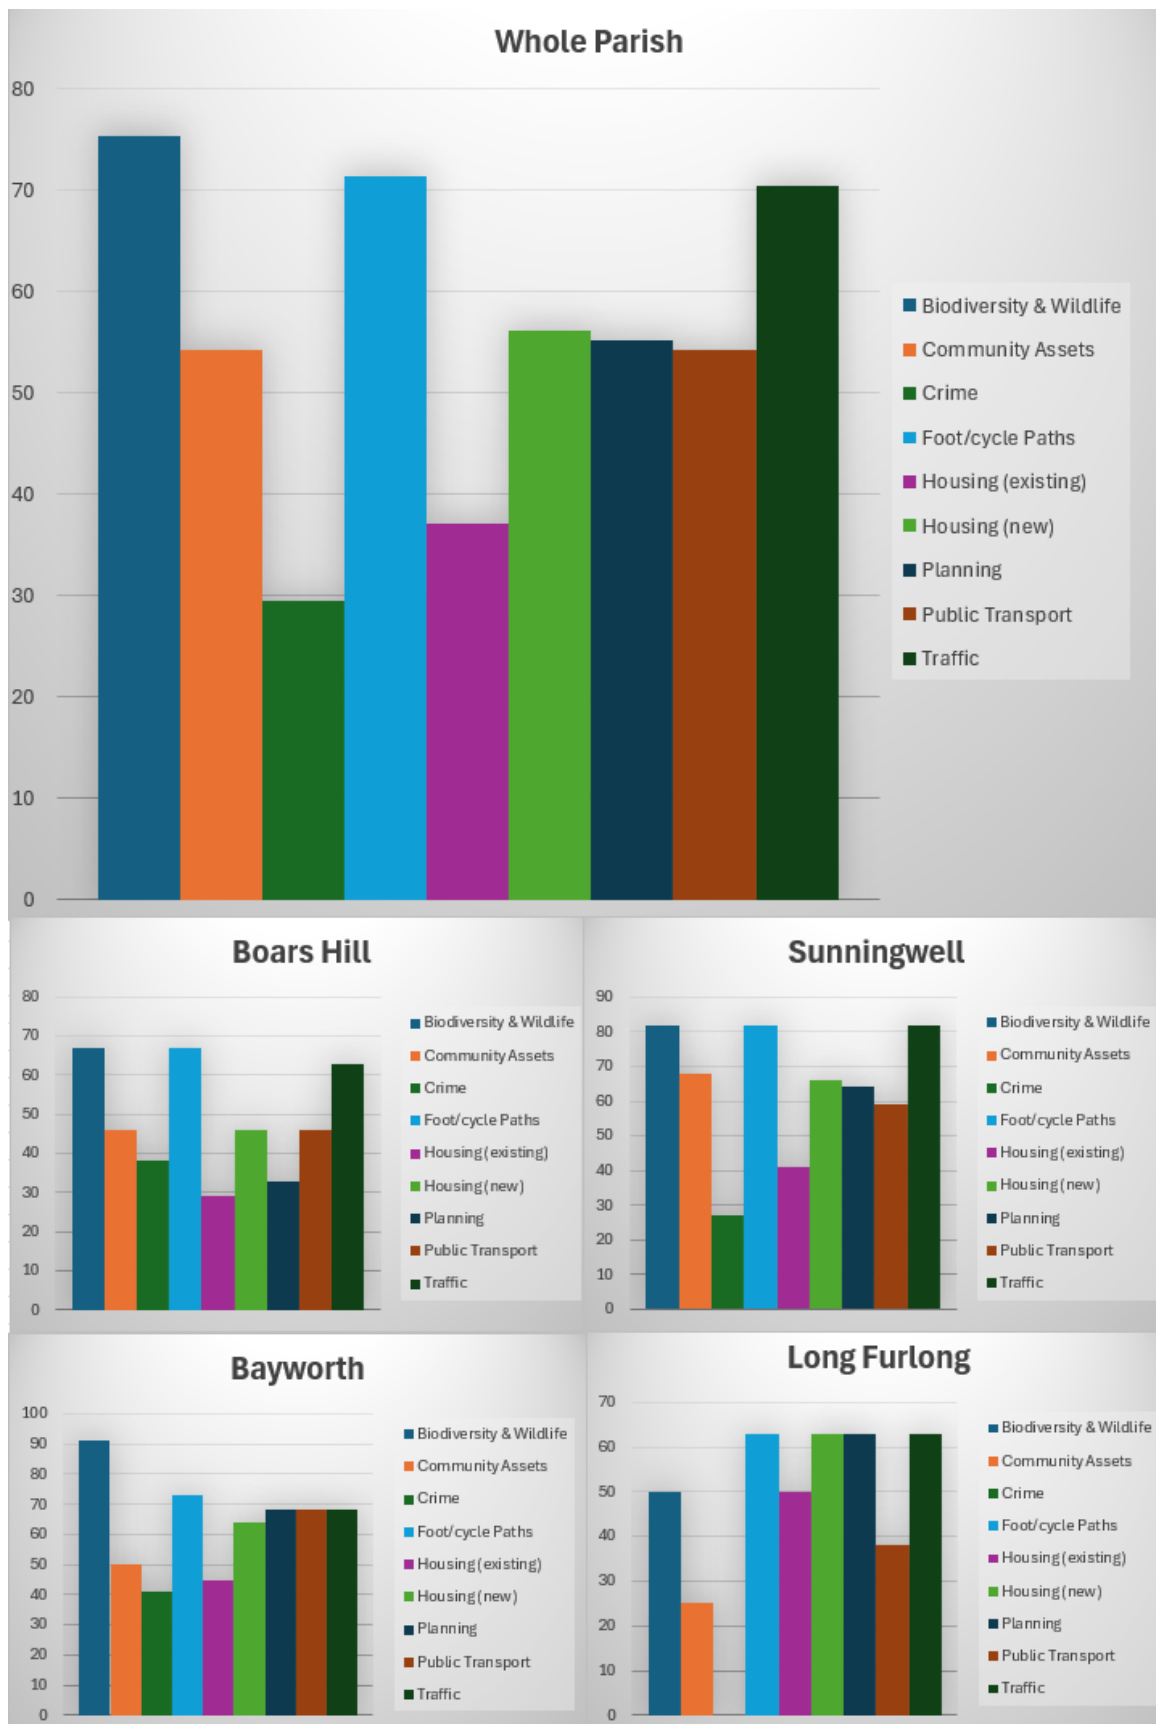 Whole Parish
80
70
60
50
40
30
20
10
0
Biodiversity & Wildlife
Community Assets
Crime
Foot/cycle Paths
Housing (existing)
Housing (new)
Planning
Public Transport
Traffic
Boars Hill
80
70
60
50
40
30
20
10
0
Biodiversity & Wildlife
Community Assets
Crime
Foot/cycle Paths
Housing (existing)
Housing (new)
Planning
Public Transport
Traffic
Sunningwell
90
80
70
60
50
40
30
20
10
0
Biodiversity & Wildlife
Community Assets
Crime
Foot/cycle Paths
Housing (existing)
Housing (new)
Planning
Public Transport
Traffic
Bayworth
100
90
80
70
60
50
40
30
20
10
0
Biodiversity & Wildlife
Community Assets
Crime
Foot/cycle Paths
Housing (existing)
Housing (new)
Planning
Public Transport
Traffic
Long Furlong
70
60
50
40
30
20
10
0
Biodiversity & Wildlife
Community Assets
Crime
Foot/cycle Paths
Housing (existing)
Housing (new)
Planning
Public Transport
Traffic